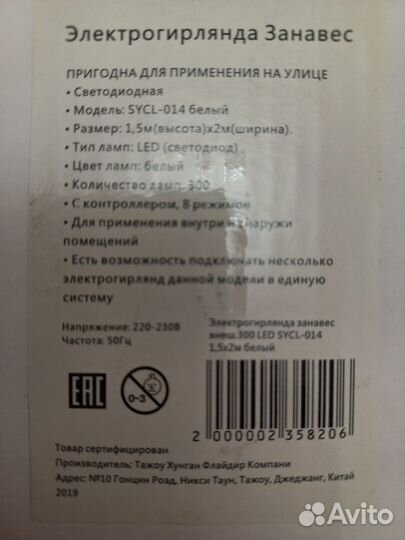 Электрогирлянда Занавес
ПРИГОДНА ДЛЯ ПРИМЕНЕНИЯ НА УЛИЦЕ
• Светодиодная
• Модель: SYCL-014 белый
• Размер: 1,5м(высота)х2м(ширина).
• Тип ламп: LED (светодиод)
• Цвет ламп: белый
• Количество ламп: 300
• С контроллером, 8 режимов
• Для применения внутри и снаружи
помещений
• Есть возможность подключать несколько
электрогирлянд данной модели в единую
систему
Напряжение: 220-230В
Частота: 50Гц
Электрогирлянда занавес
внеш.300 LED SYCL-014
1,5х2м белый
EAC
0-3
2 000002 358206
Товар сертифицирован
Производитель: Тажоу Хунган Флайдир Компани
Адрес: №10 Гонцин Роад, Никси Таун, Тажоу, Джеджанг, Китай
2019
Avito